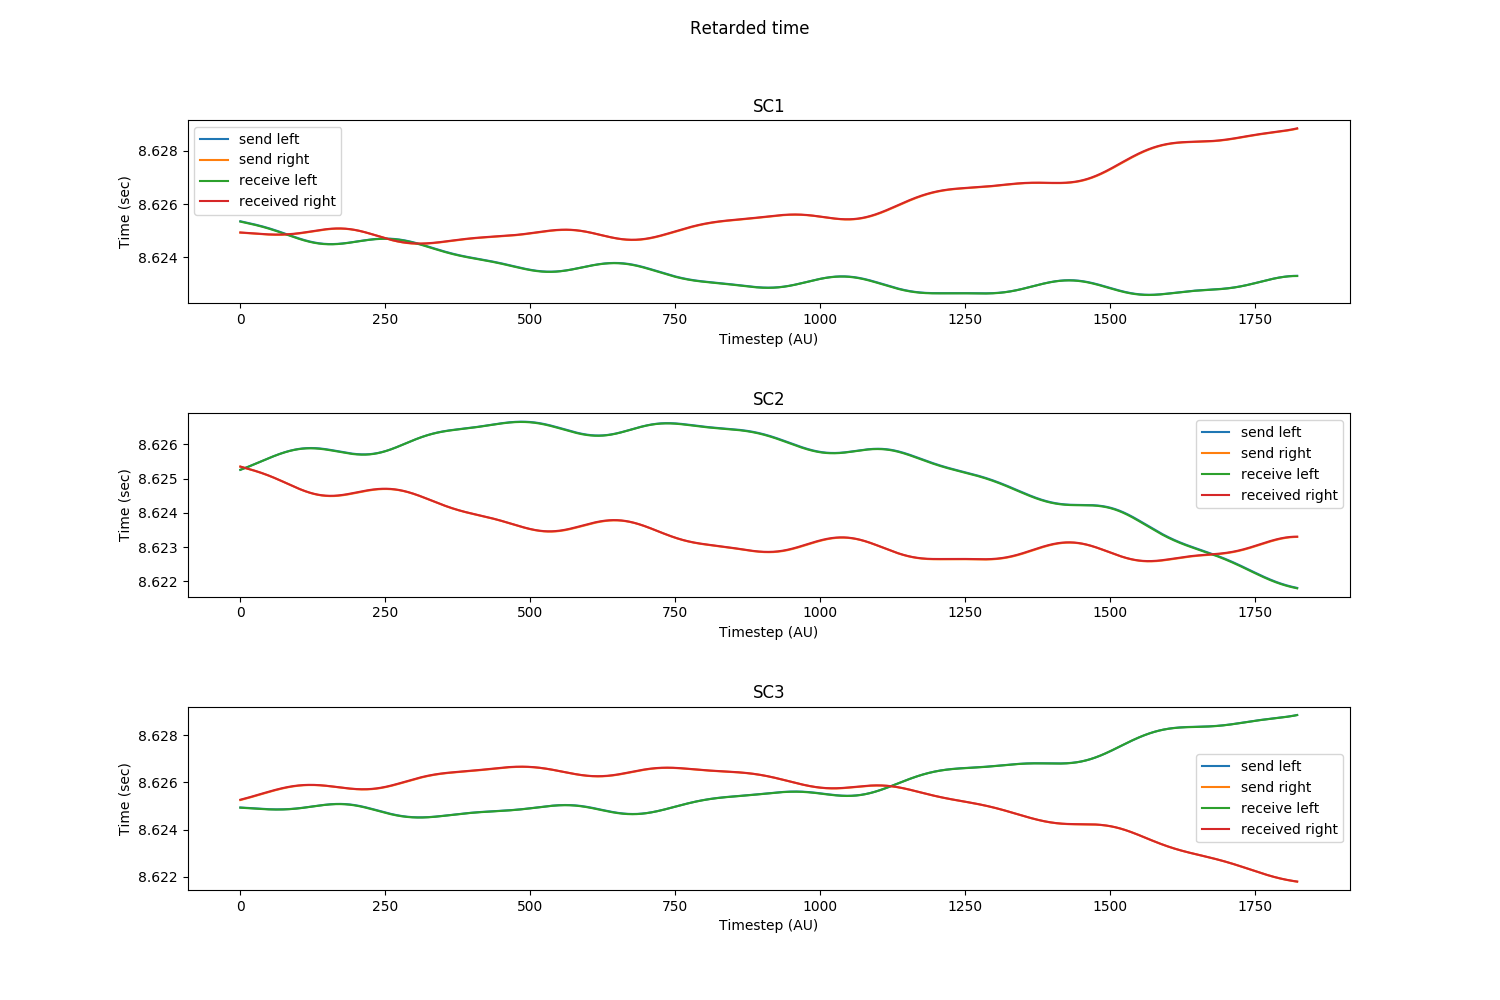 Retarded time
SC1
send left
send right
receive left
received right
8.628
8.626
8.624
Time (sec)
0 250 500 750 1000 1250 1500 1750
Timestep (AU)
SC2
send left
send right
receive left
received right
8.626
8.625
8.624
8.623
8.622
Time (sec)
0 250 500 750 1000 1250 1500 1750
Timestep (AU)
SC3
send left
send right
receive left
received right
8.628
8.626
8.624
8.622
Time (sec)
0 250 500 750 1000 1250 1500 1750
Timestep (AU)